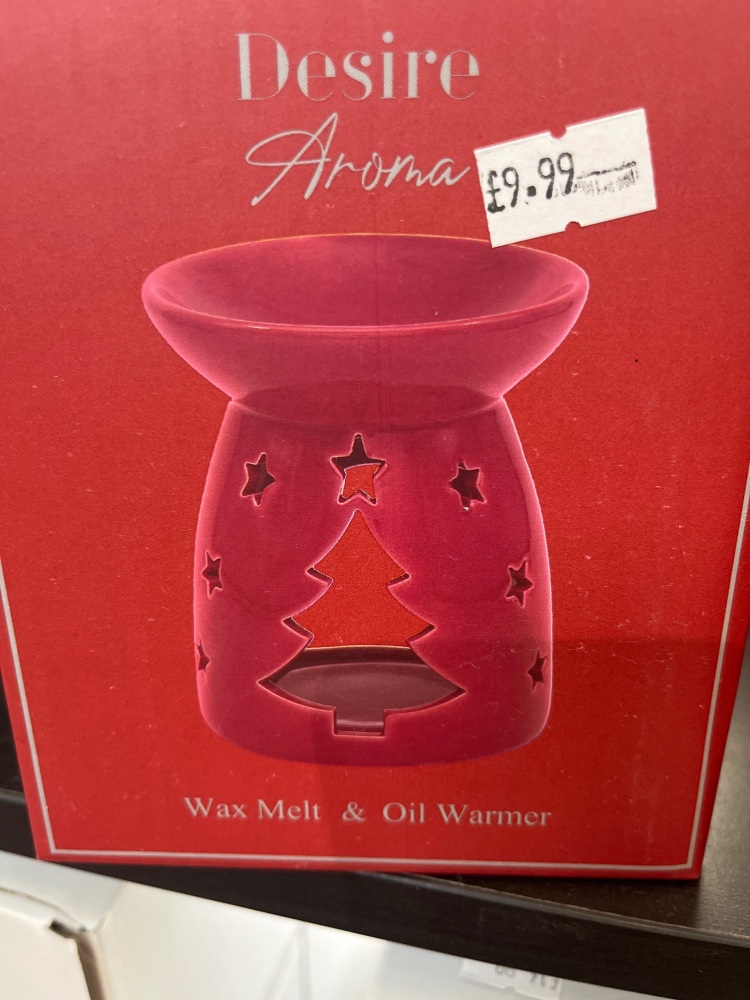 Desire
Aroma
£9.99
Wax Melt & Oil Warmer